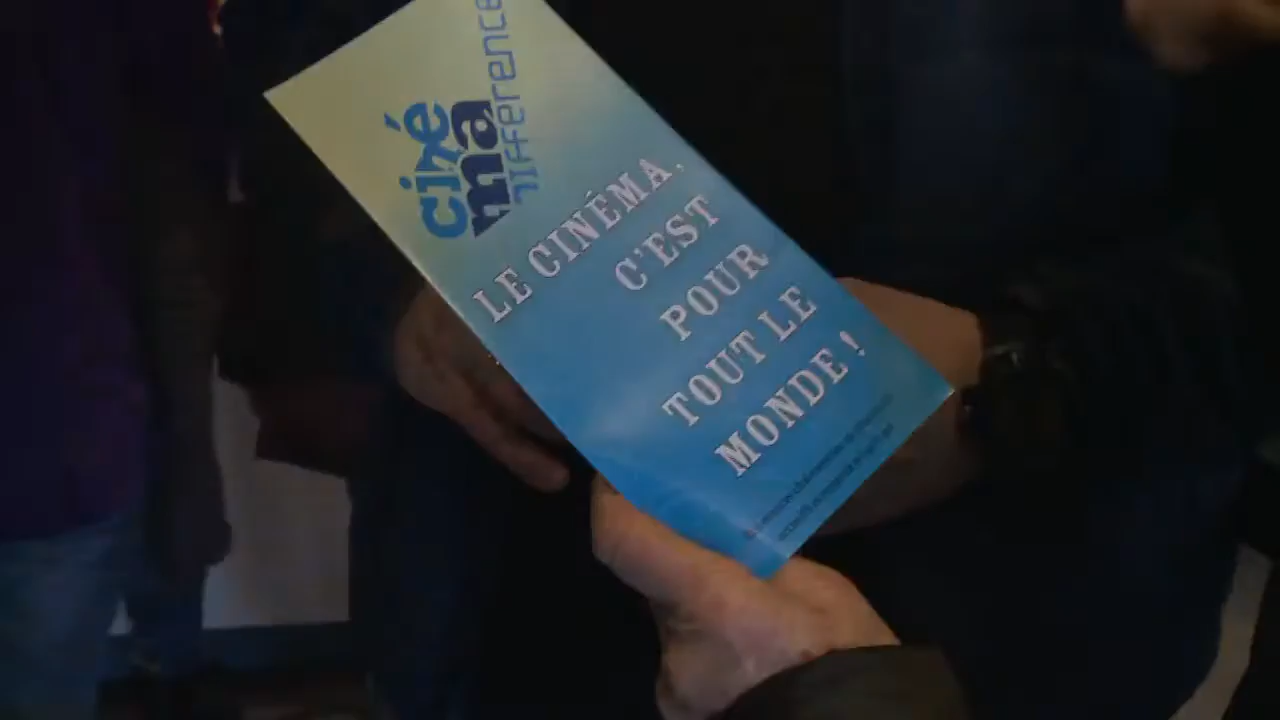 ciné
ma
différence
LE CINÉMA,
C'EST
POUR
TOUT LE
MONDE !